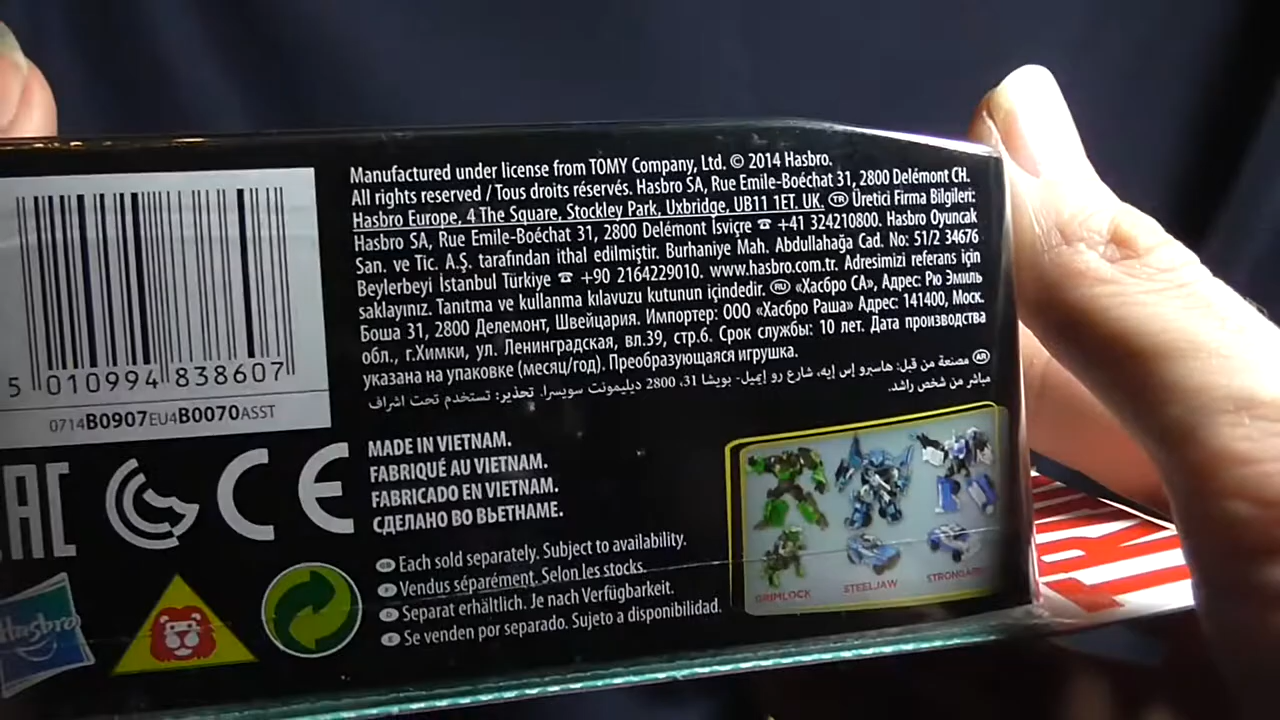 Manufactured under license from TOMY Company, Ltd. © 2014 Hasbro.
All rights reserved / Tous droits réservés. Hasbro SA, Rue Emile-Boéchat 31, 2800 Delémont CH.
Hasbro Europe, 4 The Square, Stockley Park, Uxbridge, UB11 1ET. UK. TR Üretici Firma Bilgileri:
Hasbro SA, Rue Emile-Boéchat 31, 2800 Delémont İsviçre ☎ +41 324210800. Hasbro Oyuncak
San. ve Tic. A.Ş. tarafından ithal edilmiştir. Burhaniye Mah. Abdullahağa Cad. No: 51/2 34676
Beylerbeyi İstanbul Türkiye ☎ +90 2164229010. www.hasbro.com.tr. Adresimizi referans için
saklayınız. Tanıtma ve kullanma kılavuzu kutunun içindedir. RU «Хасбро СА», Адрес: Рю Эмиль
Боша 31, 2800 Делемонт, Швейцария. Импортер: ООО «Хасбро Раша» Адрес: 141400, Моск.
обл., г.Химки, ул. Ленинградская, вл.39, стр.6. Срок службы: 10 лет. Дата производства
указана на упаковке (месяц/год). Преобразующаяся игрушка.
AR مصنعة من قبل: هاسبرو إس إيه، شارع رو إيميل- بويشا 31، 2800 ديليمونت سويسرا. تحذير: تستخدم تحت اشراف
مباشر من شخص راشد.
5 010994 838607
0714B0907EU4B0070ASST
EAC
CE
MADE IN VIETNAM.
FABRIQUÉ AU VIETNAM.
FABRICADO EN VIETNAM.
СДЕЛАНО ВО ВЬЕТНАМЕ.
GB Each sold separately. Subject to availability.
F Vendus séparément. Selon les stocks.
D Separat erhältlich. Je nach Verfügbarkeit.
E Se venden por separado. Sujeto a disponibilidad.
Hasbro
GRIMLOCK
STEELJAW